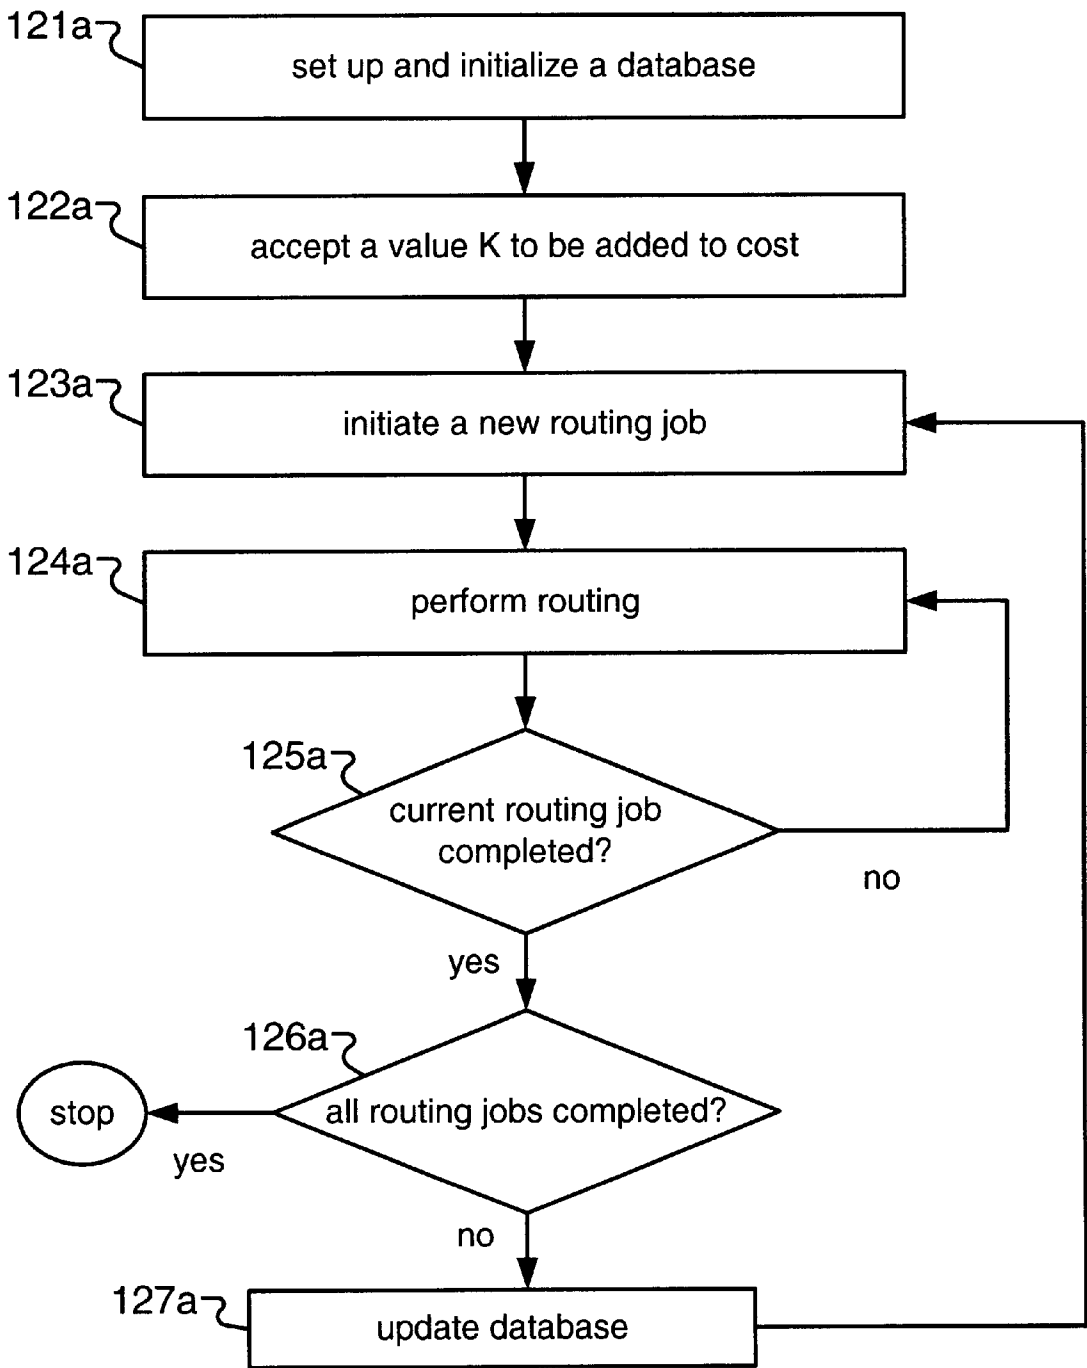 121a
set up and initialize a database
122a
accept a value K to be added to cost
123a
initiate a new routing job
124a
perform routing
125a
current routing job
completed?
no
yes
126a
all routing jobs completed?
stop
yes
no
127a
update database